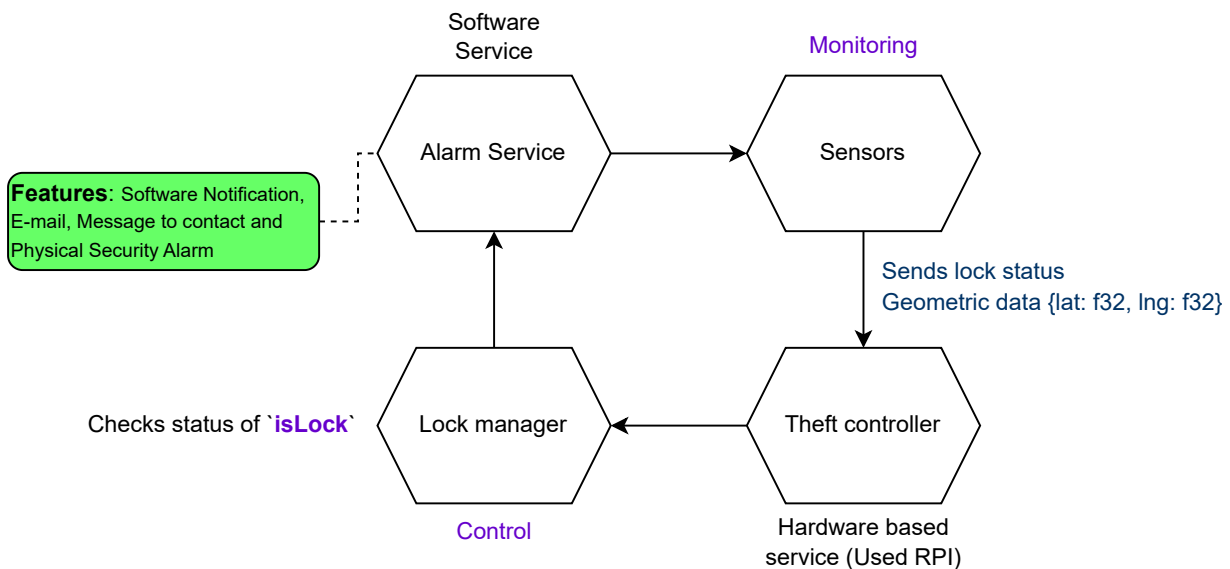 Software
Service
Monitoring
Alarm Service
Sensors
Features: Software Notification,
E-mail, Message to contact and
Physical Security Alarm
Sends lock status
Geometric data {lat: f32, lng: f32}
Checks status of `isLock`
Lock manager
Theft controller
Control
Hardware based
service (Used RPI)